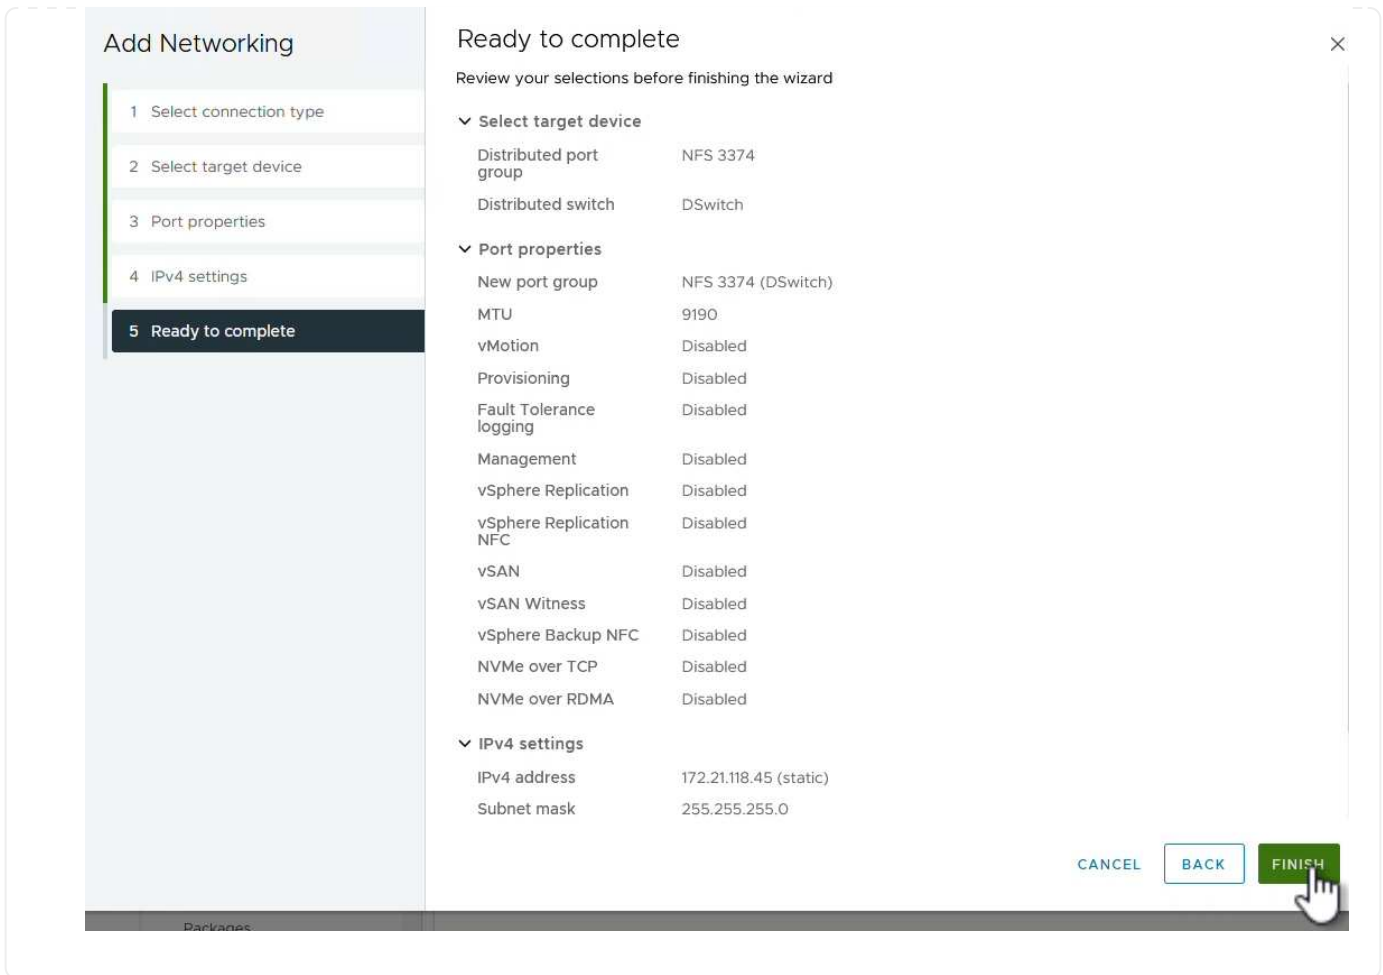 Add Networking
1 Select connection type
2 Select target device
3 Port properties
4 IPv4 settings
5 Ready to complete
Ready to complete
Review your selections before finishing the wizard
Select target device
Distributed port
group
NFS 3374
Distributed switch DSwitch
Port properties
New port group NFS 3374 (DSwitch)
MTU 9190
vMotion Disabled
Provisioning Disabled
Fault Tolerance
logging
Disabled
Management Disabled
vSphere Replication Disabled
vSphere Replication
NFC
Disabled
vSAN Disabled
vSAN Witness Disabled
vSphere Backup NFC Disabled
NVMe over TCP Disabled
NVMe over RDMA Disabled
IPv4 settings
IPv4 address 172.21.118.45 (static)
Subnet mask 255.255.255.0
CANCEL BACK FINISH
Packages